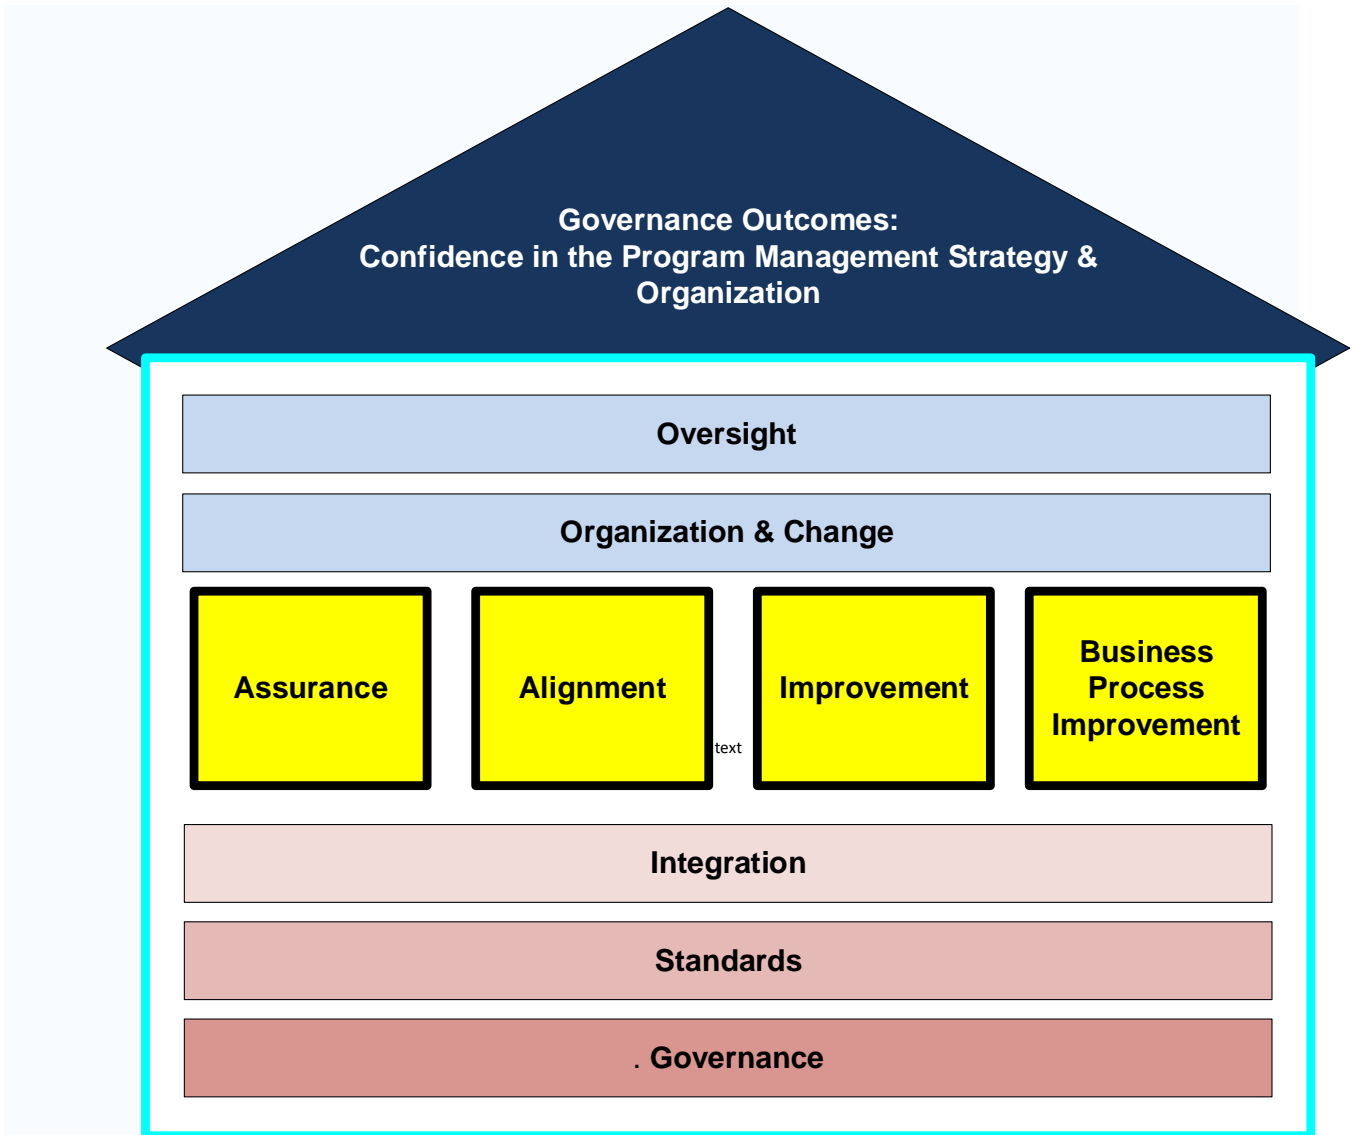 Governance Outcomes:
Confidence in the Program Management Strategy &
Organization
Oversight
Organization & Change
Assurance
Alignment
text
Improvement
Business
Process
Improvement
Integration
Standards
. Governance